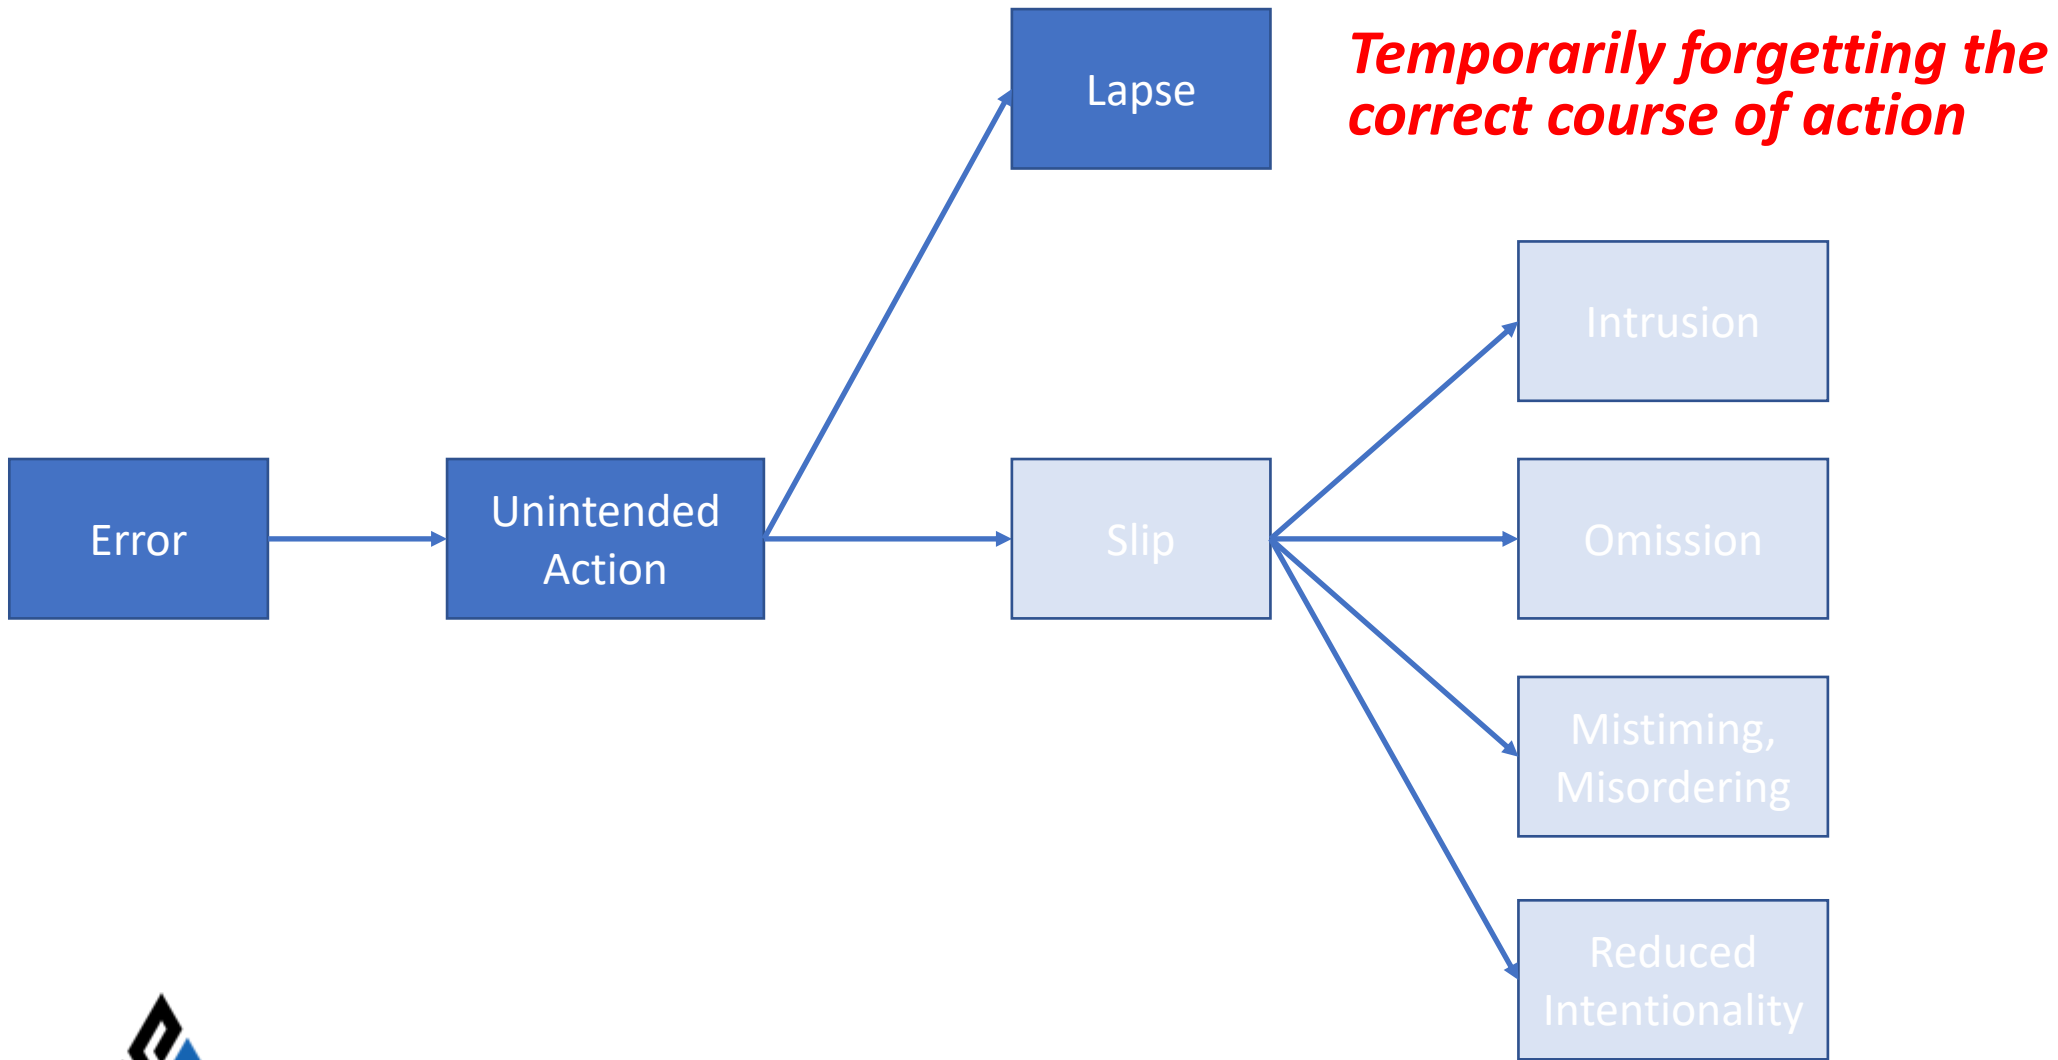 Lapse
Temporarily forgetting the
correct course of action
Intrusion
Error
Unintended
Action
Slip
Omission
Mistiming,
Misordering
Reduced
Intentionality